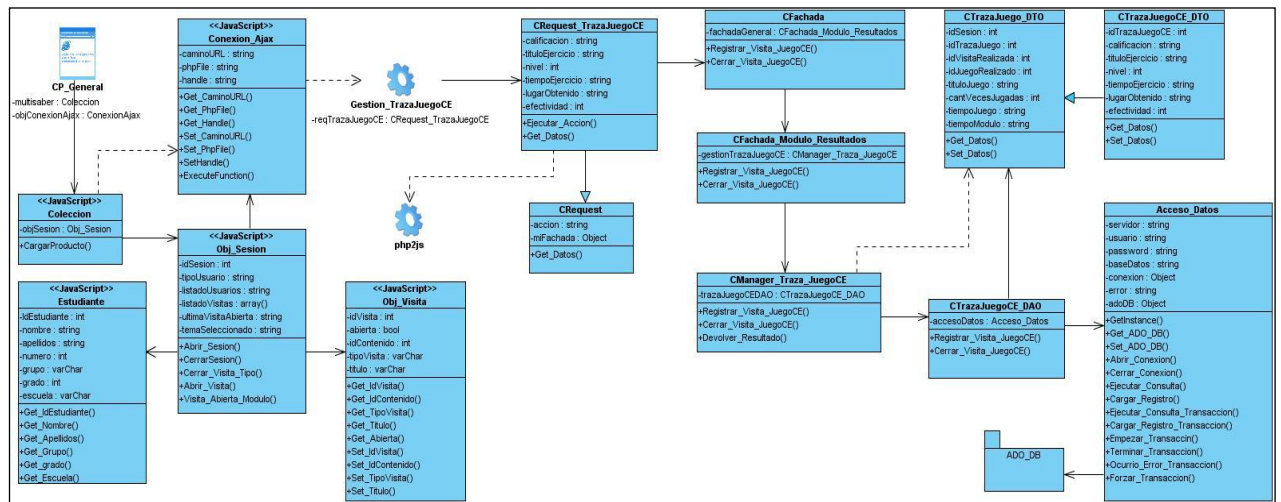 CP_General
-multisaber : Coleccion
-objConexionAjax : ConexionAjax
<<JavaScript>>
Conexion_Ajax
-caminoURL : string
-phpFile : string
-handle : string
+Get_CaminoURL()
+Get_PhpFile()
+Get_Handle()
+Set_CaminoURL()
+Set_PhpFile()
+SetHandle()
+ExecuteFunction()
Gestion_TrazaJuegoCE
-reqTrazaJuegoCE : CRequest_TrazaJuegoCE
CRequest_TrazaJuegoCE
-calificacion : string
-tituloEjercicio : string
-nivel : int
-tiempoEjercicio : string
-lugarObtenido : string
-efectividad : int
+Ejecutar_Accion()
+Get_Datos()
CFachada
-fachadaGeneral : CFachada_Modulo_Resultados
+Registrar_Visita_JuegoCE()
+Cerrar_Visita_JuegoCE()
CTrazaJuego_DTO
-idSesion : int
-idTrazaJuego : int
-idVisitaRealizada : int
-idJuegoRealizado : int
-tituloJuego : string
-cantVecesJugadas : int
-tiempoJuego : string
-tiempoModulo : string
+Get_Datos()
+Set_Datos()
CTrazaJuegoCE_DTO
-idTrazaJuegoCE : int
-calificacion : string
-tituloEjercicio : string
-nivel : int
-tiempoEjercicio : string
-lugarObtenido : string
-efectividad : int
+Get_Datos()
+Set_Datos()
CFachada_Modulo_Resultados
-gestionTrazaJuegoCE : CManager_Traza_JuegoCE
+Registrar_Visita_JuegoCE()
+Cerrar_Visita_JuegoCE()
<<JavaScript>>
Coleccion
-objSesion : Obj_Sesion
+CargarProducto()
<<JavaScript>>
Obj_Sesion
-idSesion : int
-tipoUsuario : string
-listadoUsuarios : string
-listadoVisitas : array()
-ultimaVisitaAbierta : string
-temaSeleccionado : string
+Abrir_Sesion()
+CerrarSesion()
+Cerrar_Visita_Tipo()
+Abrir_Visita()
+Visita_Abierta_Modulo()
php2js
CRequest
-accion : string
-miFachada : Object
+Get_Datos()
Acceso_Datos
-servidor : string
-usuario : string
-password : string
-baseDatos : string
-conexion : Object
-error : string
-adoDB : Object
+GetInstance()
+Get_ADO_DB()
+Set_ADO_DB()
+Abrir_Conexion()
+Cerrar_Conexion()
+Ejecutar_Consulta()
+Cargar_Registro()
+Ejecutar_Consulta_Transaccion()
+Cargar_Registro_Transaccion()
+Empezar_Transaccin()
+Terminar_Transaccion()
+Ocurrio_Error_Transaccion()
+Forzar_Transaccion()
<<JavaScript>>
Estudiante
-IdEstudiante : int
-nombre : string
-apellidos : string
-numero : int
-grupo : varChar
-grado : int
-escuela : varChar
+Get_IdEstudiante()
+Get_Nombre()
+Get_Apellidos()
+Get_Grupo()
+Get_grado()
+Get_Escuela()
<<JavaScript>>
Obj_Visita
-idVisita : int
-abierta : bool
-idContenido : int
-tipoVisita : varChar
-titulo : varChar
+Get_IdVisita()
+Get_IdContenido()
+Get_TipoVisita()
+Get_Titulo()
+Get_Abierta()
+Set_IdVisita()
+Set_IdContenido()
+Set_TipoVisita()
+Set_Titulo()
CManager_Traza_JuegoCE
-trazaJuegoCEDAO : CTrazaJuegoCE_DAO
+Registrar_Visita_JuegoCE()
+Cerrar_Visita_JuegoCE()
+Devolver_Resultado()
CTrazaJuegoCE_DAO
-accesoDatos : Acceso_Datos
+Registrar_Visita_JuegoCE()
+Cerrar_Visita_JuegoCE()
ADO_DB